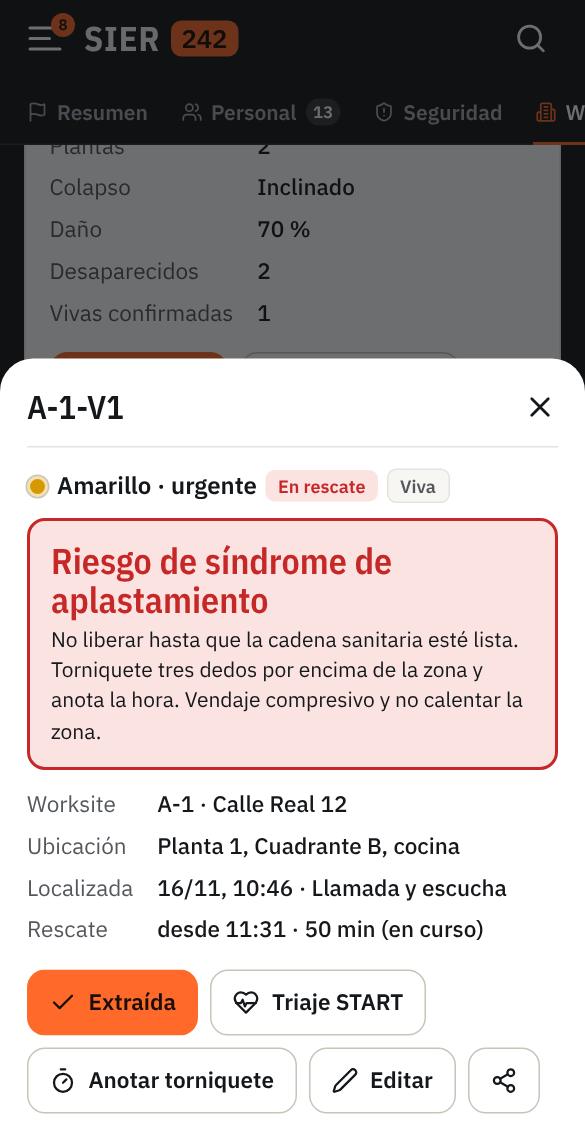 8
SIER 242
Resumen Personal 13 Seguridad W
Plantas 2
Colapso Inclinado
Daño 70 %
Desaparecidos 2
Vivas confirmadas 1
A-1-V1
Amarillo · urgente En rescate Viva
Riesgo de síndrome de
aplastamiento
No liberar hasta que la cadena sanitaria esté lista.
Torniquete tres dedos por encima de la zona y
anota la hora. Vendaje compresivo y no calentar la
zona.
Worksite A-1 · Calle Real 12
Ubicación Planta 1, Cuadrante B, cocina
Localizada 16/11, 10:46 · Llamada y escucha
Rescate desde 11:31 · 50 min (en curso)
Extraída Triaje START
Anotar torniquete Editar